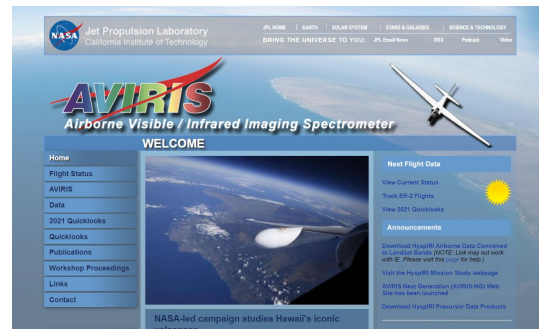 NASA
Jet Propulsion Laboratory
California Institute of Technology
JPL HOME
EARTH
SOLAR SYSTEM
STARS & GALAXIES
SCIENCE & TECHNOLOGY
BRING THE UNIVERSE TO YOU:
JPL Email News
RSS
Podcast
Video
AVIRIS
Airborne Visible / Infrared Imaging Spectrometer
WELCOME
Home
Flight Status
AVIRIS
Data
2021 Quicklooks
Quicklooks
Publications
Workshop Proceedings
Links
Contact
NASA-led campaign studies Hawaii's iconic
volcanoes
Next Flight Data
View Current Status
Track ER-2 Flights
View 2021 Quicklooks
Announcements
Download HyspIRI Airborne Data Convolved
to Landsat Bands (NOTE: Link may not work
with IE. Please visit this page for help.)
Visit the HyspIRI Mission Study webpage
AVIRIS Next Generation (AVIRIS-NG) Web
Site has been launched
Download HyspIRI Precursor Data Products